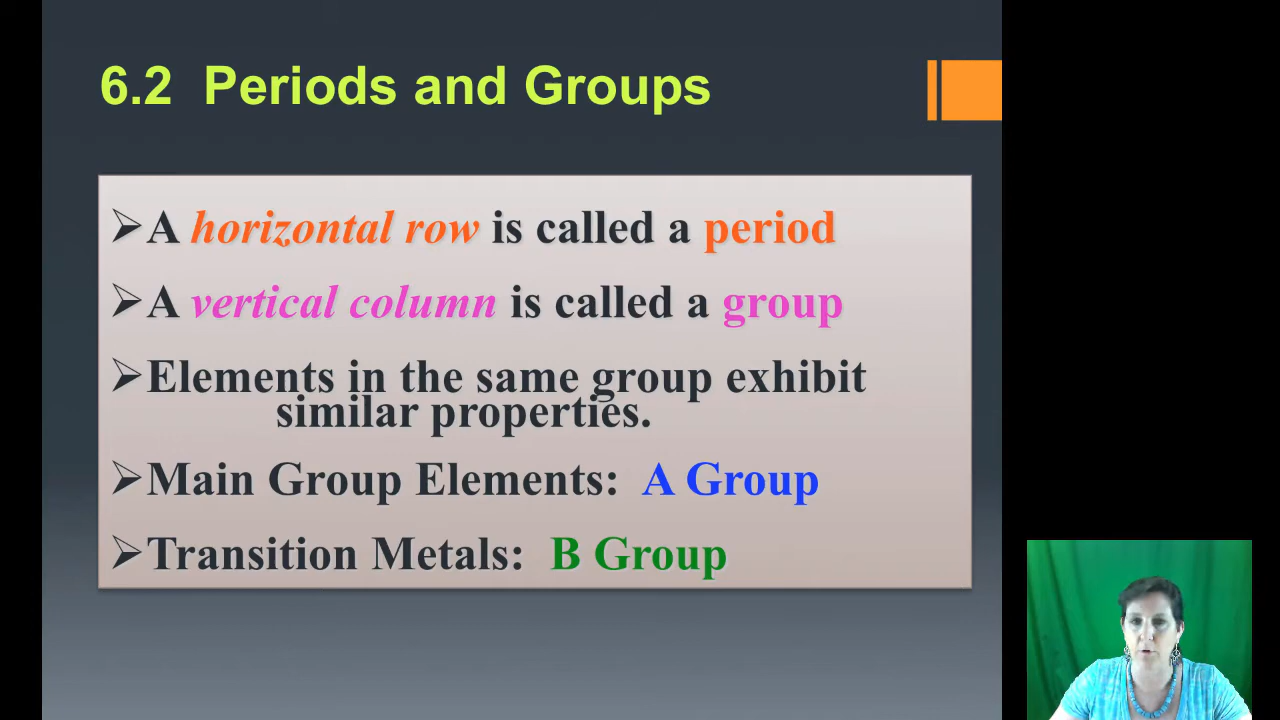 6.2 Periods and Groups
➢A horizontal row is called a period
➢A vertical column is called a group
➢Elements in the same group exhibit
similar properties.
➢Main Group Elements: A Group
➢Transition Metals: B Group